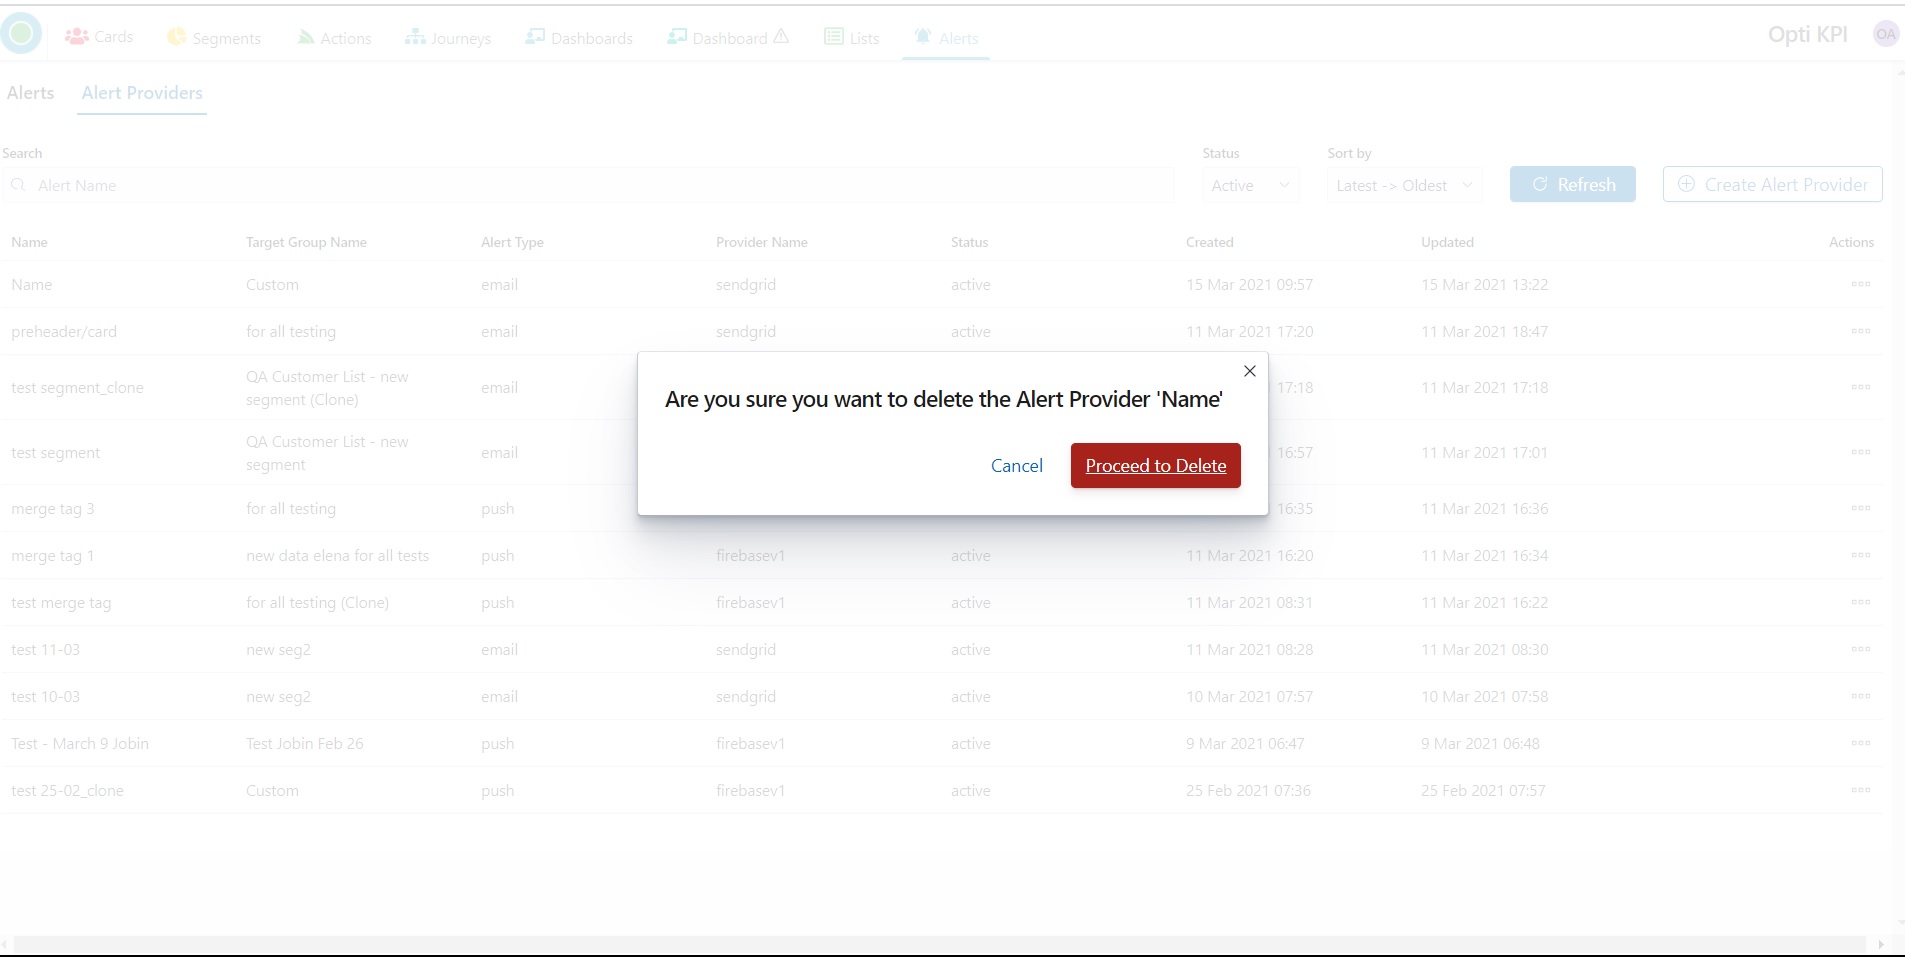 Cards Segments Actions Journeys Dashboards Dashboard Lists Alerts Opti KPI OA
Alerts Alert Providers
Search Status Sort by
Alert Name Active Latest -> Oldest Refresh Create Alert Provider
Name Target Group Name Alert Type Provider Name Status Created Updated Actions
Name Custom email sendgrid active 15 Mar 2021 09:57 15 Mar 2021 13:22
preheader/card for all testing email sendgrid active 11 Mar 2021 17:20 11 Mar 2021 18:47
test segment_clone QA Customer List - new segment (Clone) email 17:18 11 Mar 2021 17:18
test segment QA Customer List - new segment email 16:57 11 Mar 2021 17:01
merge tag 3 for all testing push 16:35 11 Mar 2021 16:36
merge tag 1 new data elena for all tests push firebasev1 active 11 Mar 2021 16:20 11 Mar 2021 16:34
test merge tag for all testing (Clone) push firebasev1 active 11 Mar 2021 08:31 11 Mar 2021 16:22
test 11-03 new seg2 email sendgrid active 11 Mar 2021 08:28 11 Mar 2021 08:30
test 10-03 new seg2 email sendgrid active 10 Mar 2021 07:57 10 Mar 2021 07:58
Test - March 9 Jobin Test Jobin Feb 26 push firebasev1 active 9 Mar 2021 06:47 9 Mar 2021 06:48
test 25-02_clone Custom push firebasev1 active 25 Feb 2021 07:36 25 Feb 2021 07:57
Are you sure you want to delete the Alert Provider 'Name'
Cancel Proceed to Delete